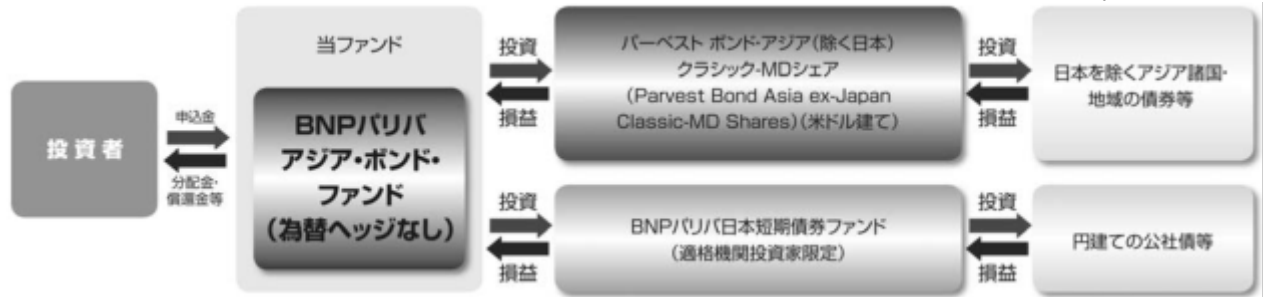 投資者
申込金
分配金・
償還金等
当ファンド
BNPパリバ
アジア・ボンド・
ファンド
(為替ヘッジなし)
投資
損益
パーベスト ボンド・アジア(除く日本)
クラシック-MDシェア
(Parvest Bond Asia ex-Japan
Classic-MD Shares)(米ドル建て)
投資
損益
日本を除くアジア諸国・
地域の債券等
投資
損益
BNPパリバ日本短期債券ファンド
(適格機関投資家限定)
投資
損益
円建ての公社債等